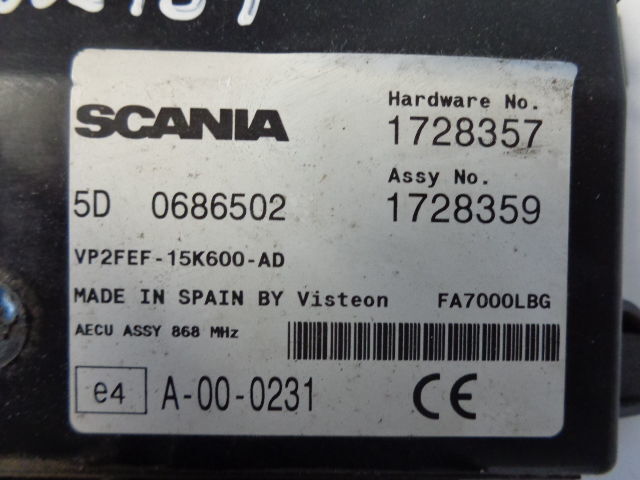 SCANIA
Hardware No.
1728357
Assy No.
5D 0686502
1728359
VP2FEF-15K600-AD
MADE IN SPAIN BY Visteon FA7000LBG
AECU ASSY 868 MHz
e4 A-00-0231 CE